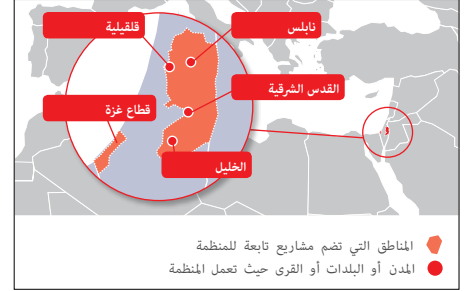 نابلس
قلقيلية
القدس الشرقية
قطاع غزة
الخليل
المناطق التي تضم مشاريع تابعة للمنظمة
المدن أو البلدات أو القرى حيث تعمل المنظمة